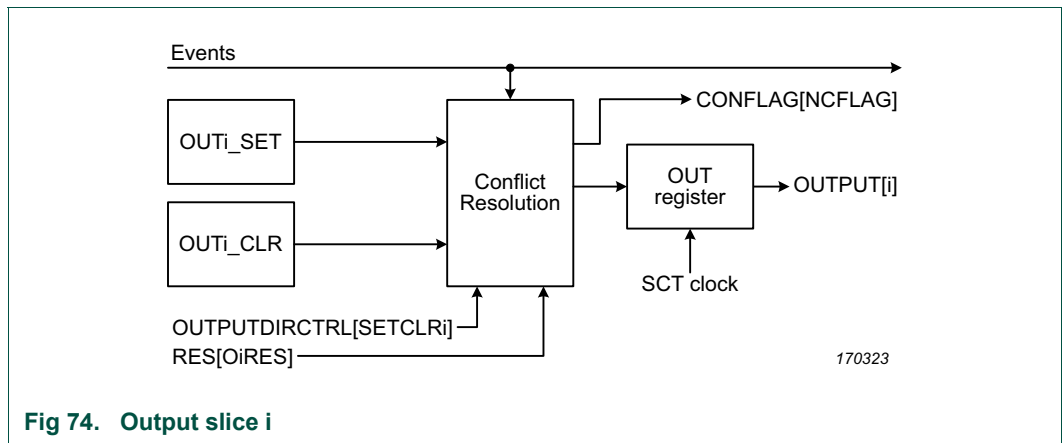 Events
CONFLAG[NCFLAG]
OUTi_SET
Conflict
Resolution
OUT
register
OUTPUT[i]
OUTi_CLR
SCT clock
OUTPUTDIRCTRL[SETCLRi]
RES[OiRES]
170323
Fig 74. Output slice i